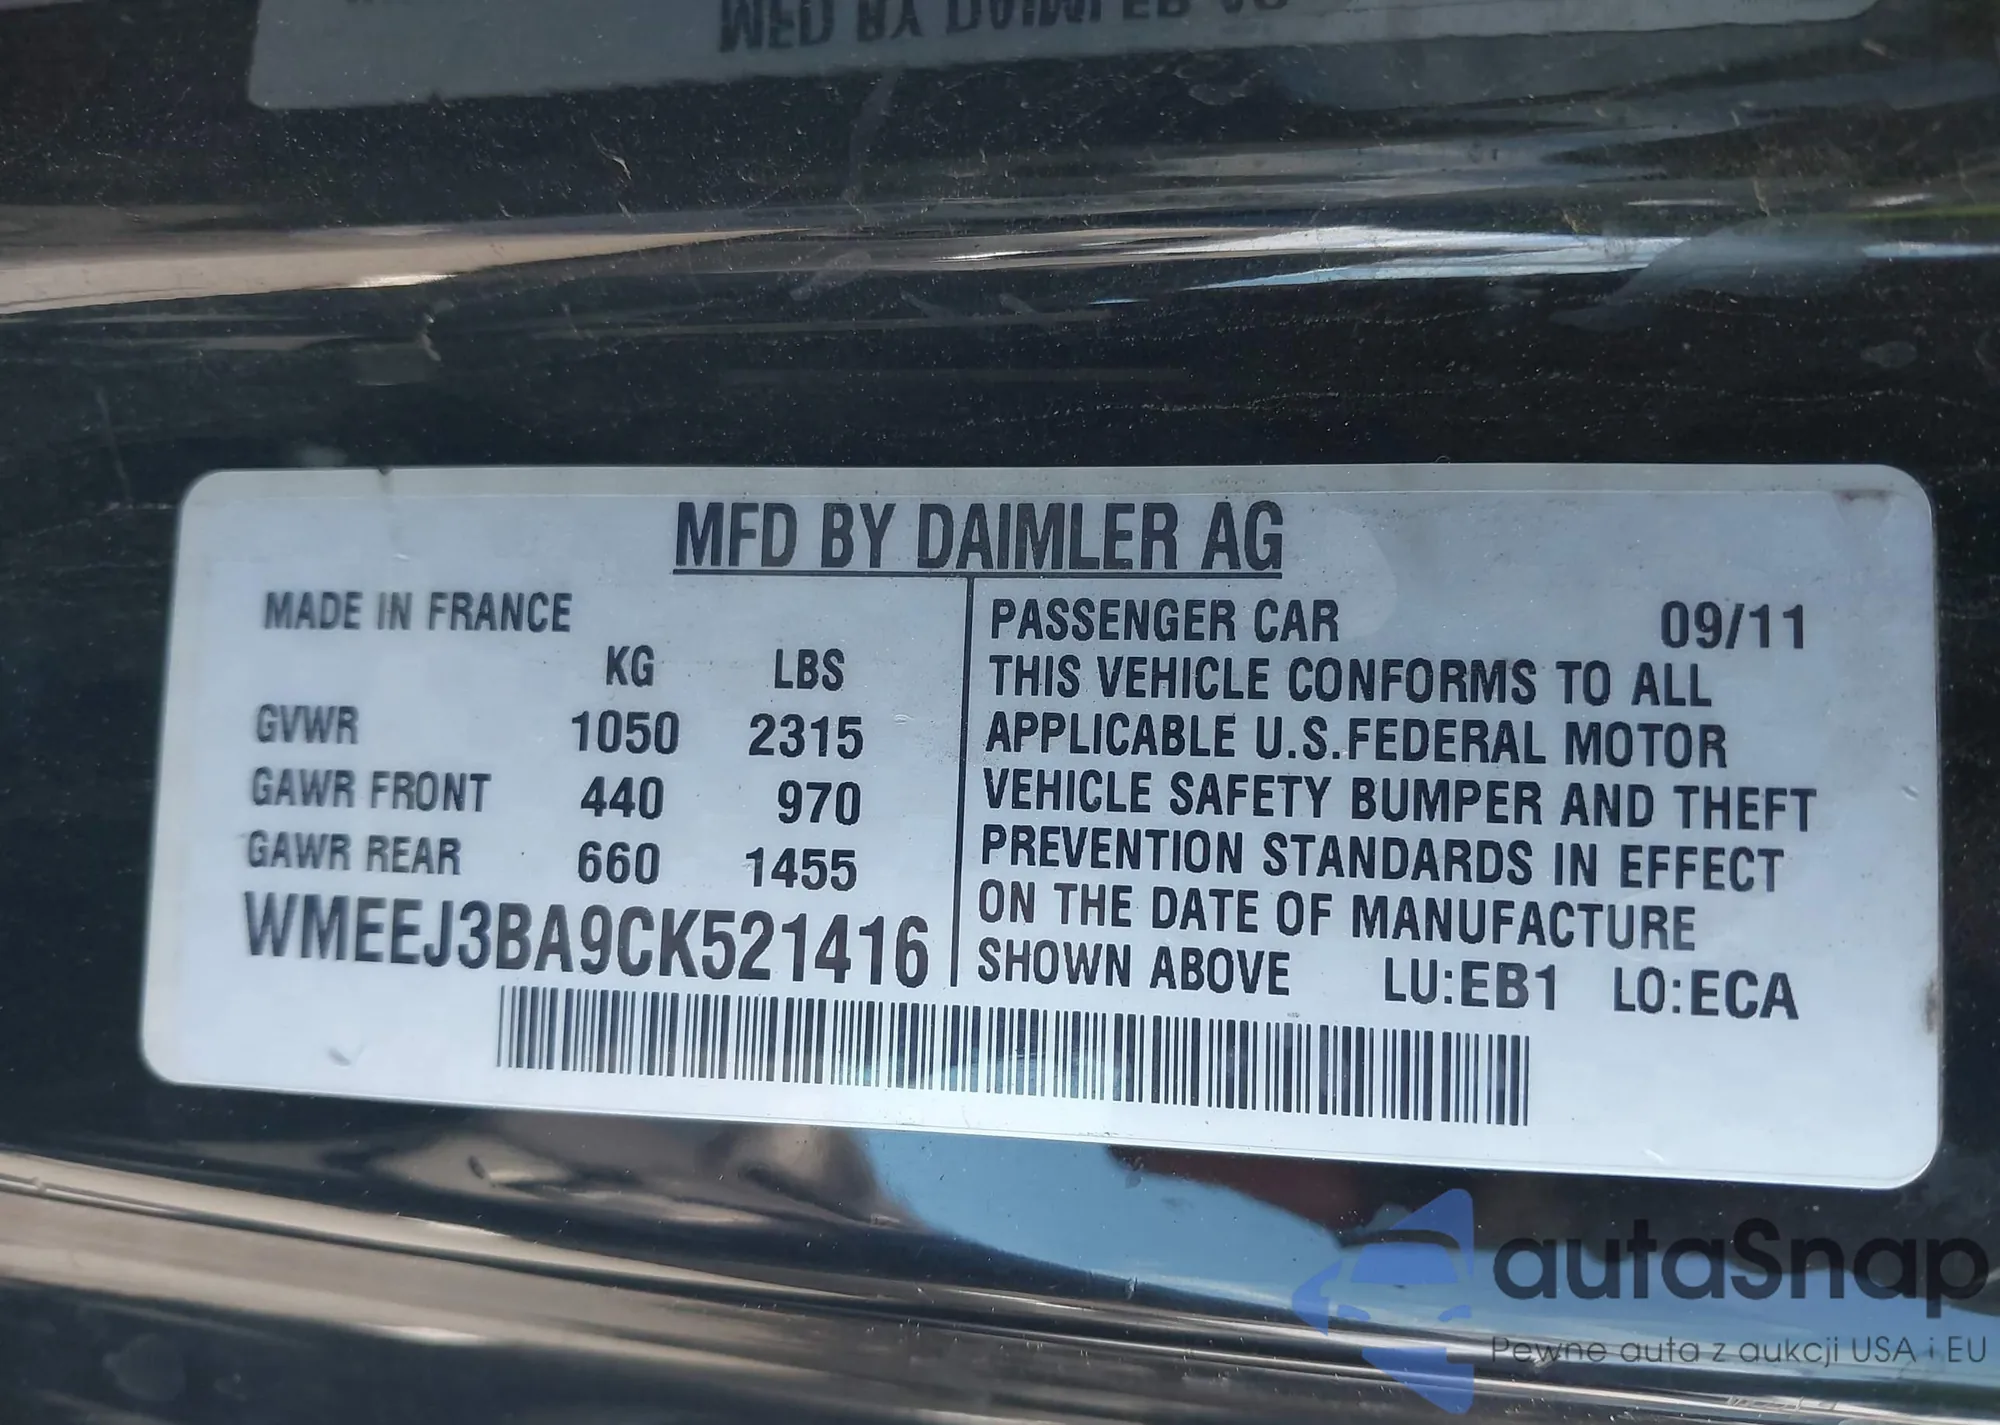 MFD BY DAIMLER AG
MADE IN FRANCE
KG LBS
GVWR 1050 2315
GAWR FRONT 440 970
GAWR REAR 660 1455
WMEEJ3BA9CK521416
PASSENGER CAR 09/11
THIS VEHICLE CONFORMS TO ALL
APPLICABLE U.S.FEDERAL MOTOR
VEHICLE SAFETY BUMPER AND THEFT
PREVENTION STANDARDS IN EFFECT
ON THE DATE OF MANUFACTURE
SHOWN ABOVE LU:EB1 LO:ECA
autaSnap
Pewne auta z aukcji USA i EU